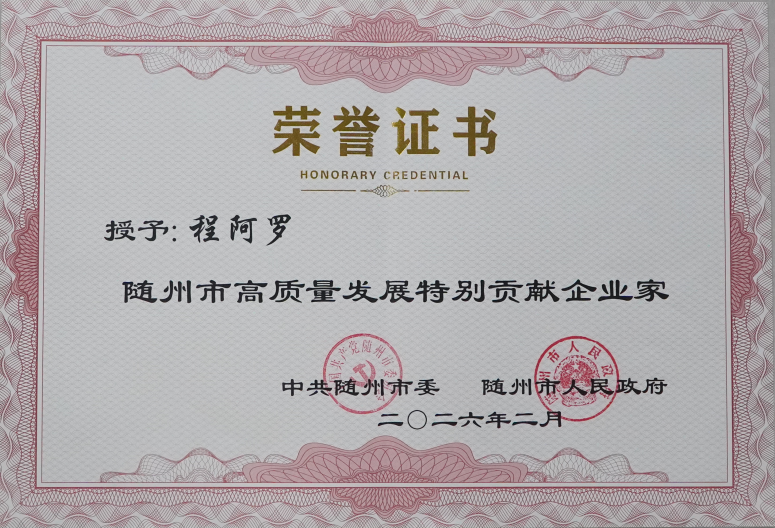 荣誉证书
HONORARY CREDENTIAL
授予:程阿罗
随州市高质量发展特别贡献企业家
中共随州市委 随州市人民政府
二〇二六年二月